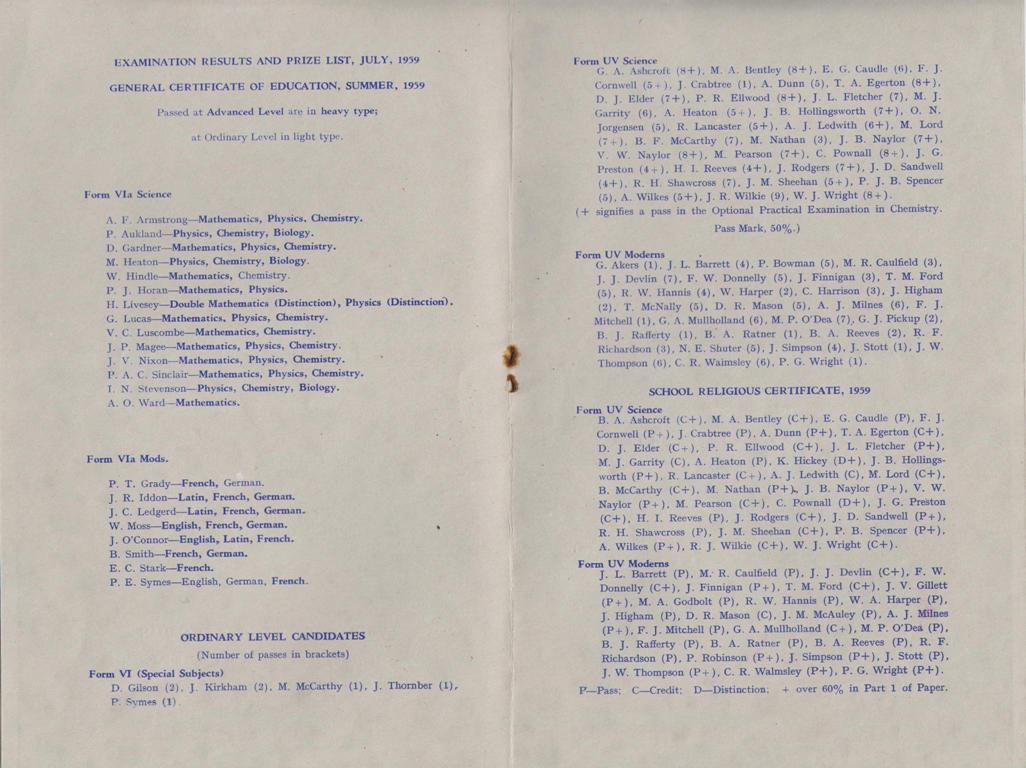 EXAMINATION RESULTS AND PRIZE LIST, JULY, 1959
GENERAL CERTIFICATE OF EDUCATION, SUMMER, 1959
Passed at Advanced Level are in heavy type;
at Ordinary Level in light type.
Form VIa Science
A. F. Armstrong—Mathematics, Physics, Chemistry.
P. Aukland—Physics, Chemistry, Biology.
D. Gardner—Mathematics, Physics, Chemistry.
M. Heaton—Physics, Chemistry, Biology.
W. Hindle—Mathematics, Chemistry.
P. J. Horan—Mathematics, Physics.
H. Livesey—Double Mathematics (Distinction), Physics (Distinction).
G. Lucas—Mathematics, Physics, Chemistry.
V. C. Luscombe—Mathematics, Chemistry.
J. P. Magee—Mathematics, Physics, Chemistry.
J. V. Nixon—Mathematics, Physics, Chemistry.
P. A. C. Sinclair—Mathematics, Physics, Chemistry.
I. N. Stevenson—Physics, Chemistry, Biology.
A. O. Ward—Mathematics.
Form VIa Mods.
P. T. Grady—French, German.
J. R. Iddon—Latin, French, German.
J. C. Ledgerd—Latin, French, German.
W. Moss—English, French, German.
J. O'Connor—English, Latin, French.
B. Smith—French, German.
E. C. Stark—French.
P. E. Symes—English, German, French.
ORDINARY LEVEL CANDIDATES
(Number of passes in brackets)
Form VI (Special Subjects)
D. Gilson (2), J. Kirkham (2), M. McCarthy (1), J. Thornber (1),
P. Symes (1).
Form UV Science
G. A. Ashcroft (8+), M. A. Bentley (8+), E. G. Caudle (6), F. J.
Cornwell (5+), J. Crabtree (1), A. Dunn (5), T. A. Egerton (8+),
D. J. Elder (7+), P. R. Ellwood (8+), J. L. Fletcher (7), M. J.
Garrity (6), A. Heaton (5+), J. B. Hollingsworth (7+), O. N.
Jorgensen (5), R. Lancaster (5+), A. J. Ledwith (6+), M. Lord
(7+), B. F. McCarthy (7), M. Nathan (3), J. B. Naylor (7+),
V. W. Naylor (8+), M. Pearson (7+), C. Pownall (8+), J. G.
Preston (4+), H. I. Reeves (4+), J. Rodgers (7+), J. D. Sandwell
(4+), R. H. Shawcross (7), J. M. Sheehan (5+), P. J. B. Spencer
(5), A. Wilkes (5+), J. R. Wilkie (9), W. J. Wright (8+).
(+ signifies a pass in the Optional Practical Examination in Chemistry.
Pass Mark, 50%.)
Form UV Moderns
G. Akers (1), J. L. Barrett (4), P. Bowman (5), M. R. Caulfield (3),
J. J. Devlin (7), F. W. Donnelly (5), J. Finnigan (3), T. M. Ford
(5), R. W. Hannis (4), W. Harper (2), C. Harrison (3), J. Higham
(2), T. McNally (5), D. R. Mason (5), A. J. Milnes (6), F. J.
Mitchell (1), G. A. Mullholland (6), M. P. O'Dea (7), G. J. Pickup (2),
B. J. Rafferty (1), B. A. Ratner (1), B. A. Reeves (2), R. F.
Richardson (3), N. E. Shuter (5), J. Simpson (4), J. Stott (1), J. W.
Thompson (6), C. R. Waimsley (6), P. G. Wright (1).
SCHOOL RELIGIOUS CERTIFICATE, 1959
Form UV Science
B. A. Ashcroft (C+), M. A. Bentley (C+), E. G. Caudle (P), F. J.
Cornwell (P+), J. Crabtree (P), A. Dunn (P+), T. A. Egerton (C+),
D. J. Elder (C+), P. R. Ellwood (C+), J. L. Fletcher (P+),
M. J. Garrity (C), A. Heaton (P), K. Hickey (D+), J. B. Hollings-
worth (P+), R. Lancaster (C+), A. J. Ledwith (C), M. Lord (C+),
B. McCarthy (C+), M. Nathan (P+), J. B. Naylor (P+), V. W.
Naylor (P+), M. Pearson (C+), C. Pownall (D+), J. G. Preston
(C+), H. I. Reeves (P), J. Rodgers (C+), J. D. Sandwell (P+),
R. H. Shawcross (P), J. M. Sheehan (C+), P. B. Spencer (P+),
A. Wilkes (P+), R. J. Wilkie (C+), W. J. Wright (C+).
Form UV Moderns
J. L. Barrett (P), M. R. Caulfield (P), J. J. Devlin (C+), F. W.
Donnelly (C+), J. Finnigan (P+), T. M. Ford (C+), J. V. Gillett
(P+), M. A. Godbolt (P), R. W. Hannis (P), W. A. Harper (P),
J. Higham (P), D. R. Mason (C), J. M. McAuley (P), A. J. Milnes
(P+), F. J. Mitchell (P), G. A. Mullholland (C+), M. P. O'Dea (P),
B. J. Rafferty (P), B. A. Ratner (P), B. A. Reeves (P), R. F.
Richardson (P), P. Robinson (P+), J. Simpson (P+), J. Stott (P),
J. W. Thompson (P+), C. R. Walmsley (P+), P. G. Wright (P+).
P—Pass; C—Credit; D—Distinction; + over 60% in Part 1 of Paper.